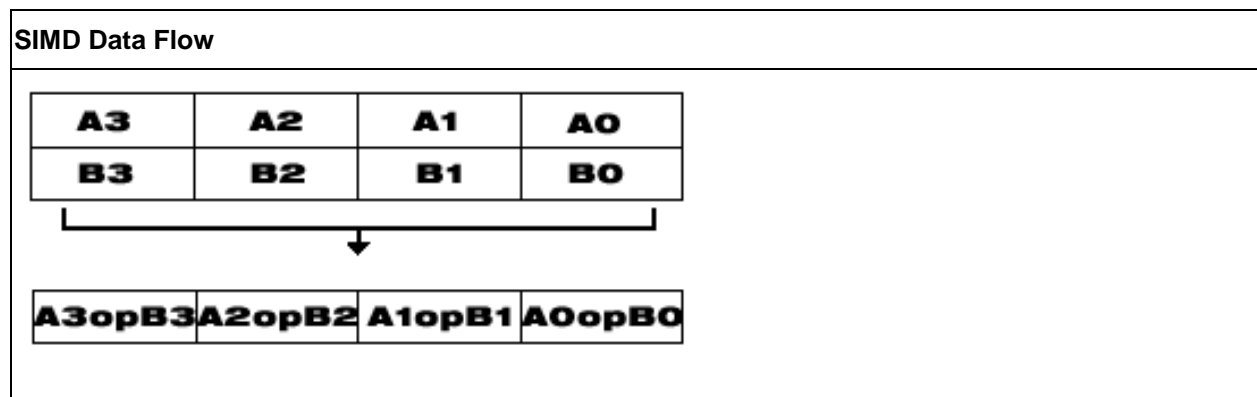 SIMD Data Flow
A3 A2 A1 A0
B3 B2 B1 B0
A3opB3 A2opB2 A1opB1 A0opB0